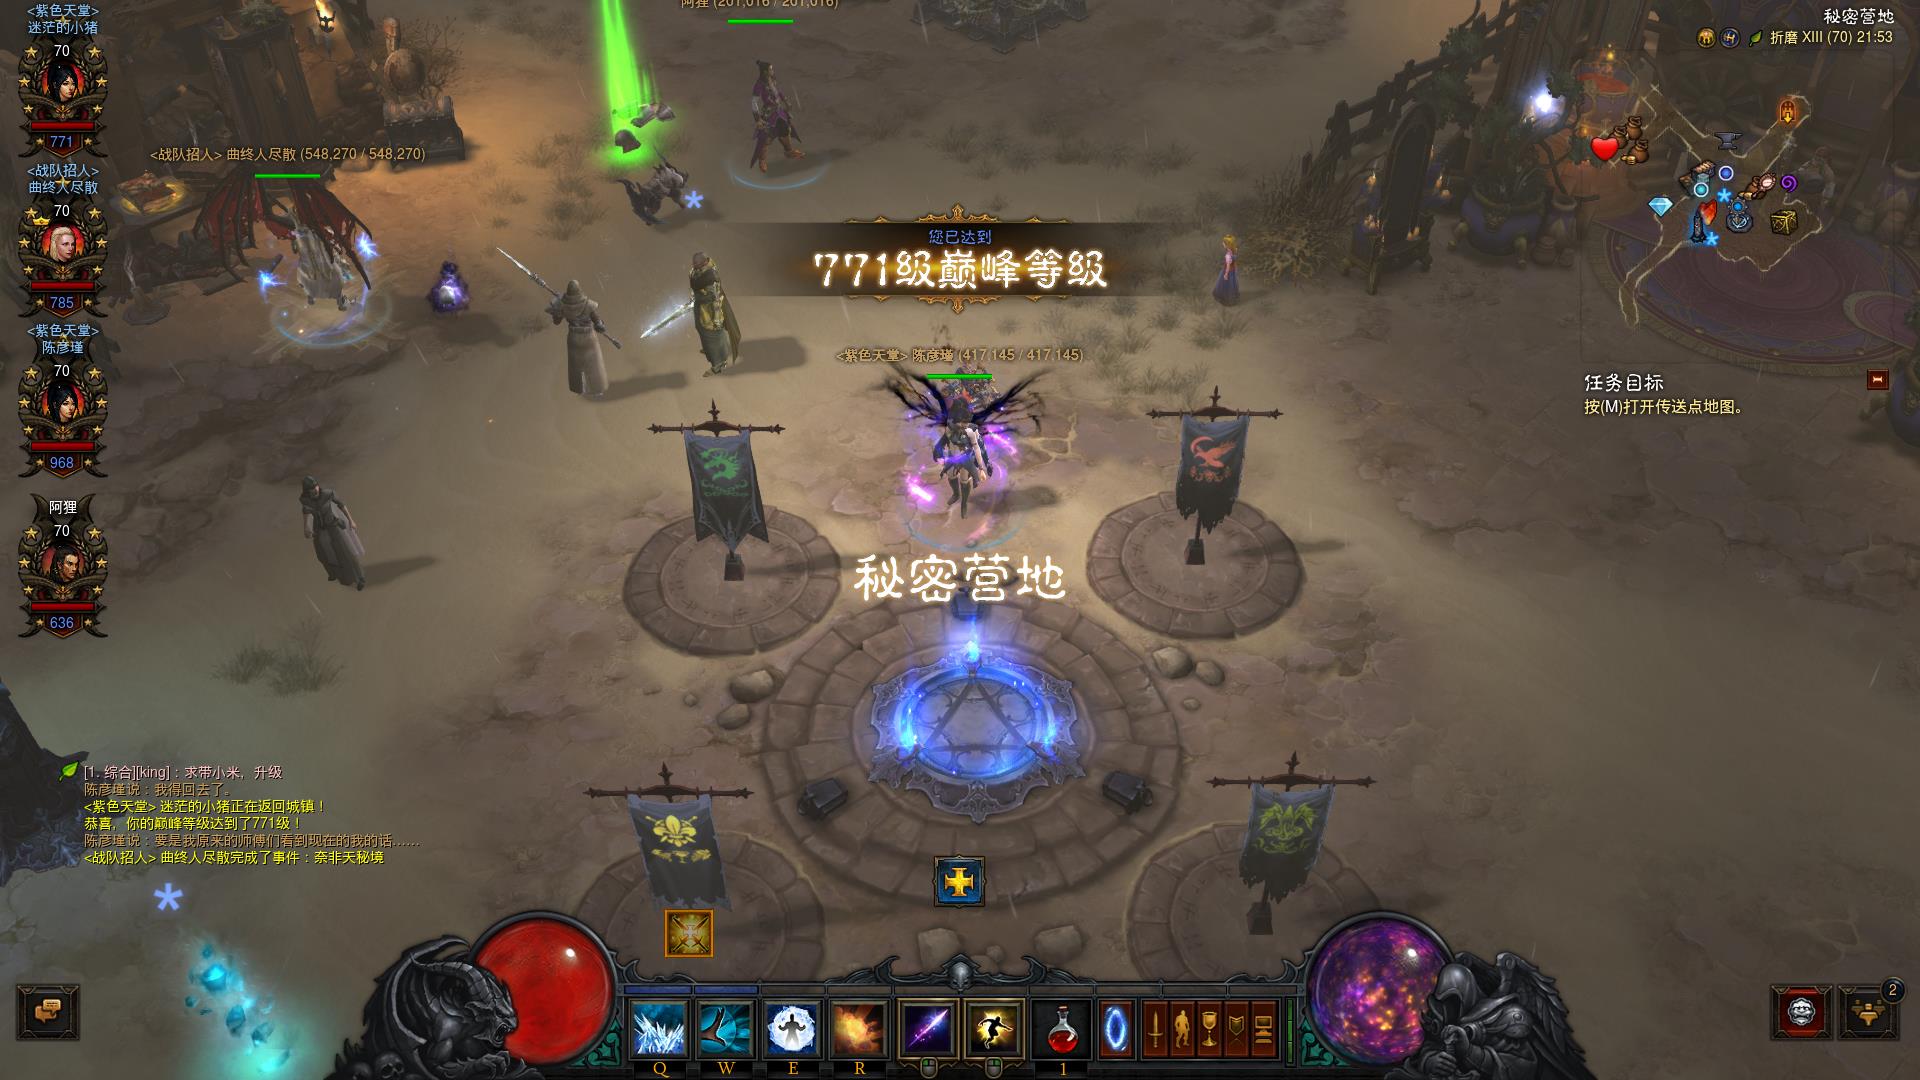 <紫色天堂>
迷茫的小猪
70
771
<战队招人>
曲终人尽散
70
785
<紫色天堂>
陈彦瑾
70
968
阿狸
70
636
阿狸 (201,016 / 201,016)
<战队招人> 曲终人尽散 (548,270 / 548,270)
您已达到
771级巅峰等级
<紫色天堂> 陈彦瑾 (417,145 / 417,145)
秘密营地
秘密营地
折磨 XIII (70) 21:53
任务目标
按(M)打开传送点地图。
[1. 综合][king]：求带小米，升级
陈彦瑾说：我得回去了。
<紫色天堂> 迷茫的小猪正在返回城镇！
恭喜，你的巅峰等级达到了771级！
陈彦瑾说：要是我原来的师傅们看到现在的我的话……
<战队招人> 曲终人尽散完成了事件：奈非天秘境
Q
W
E
R
1
2